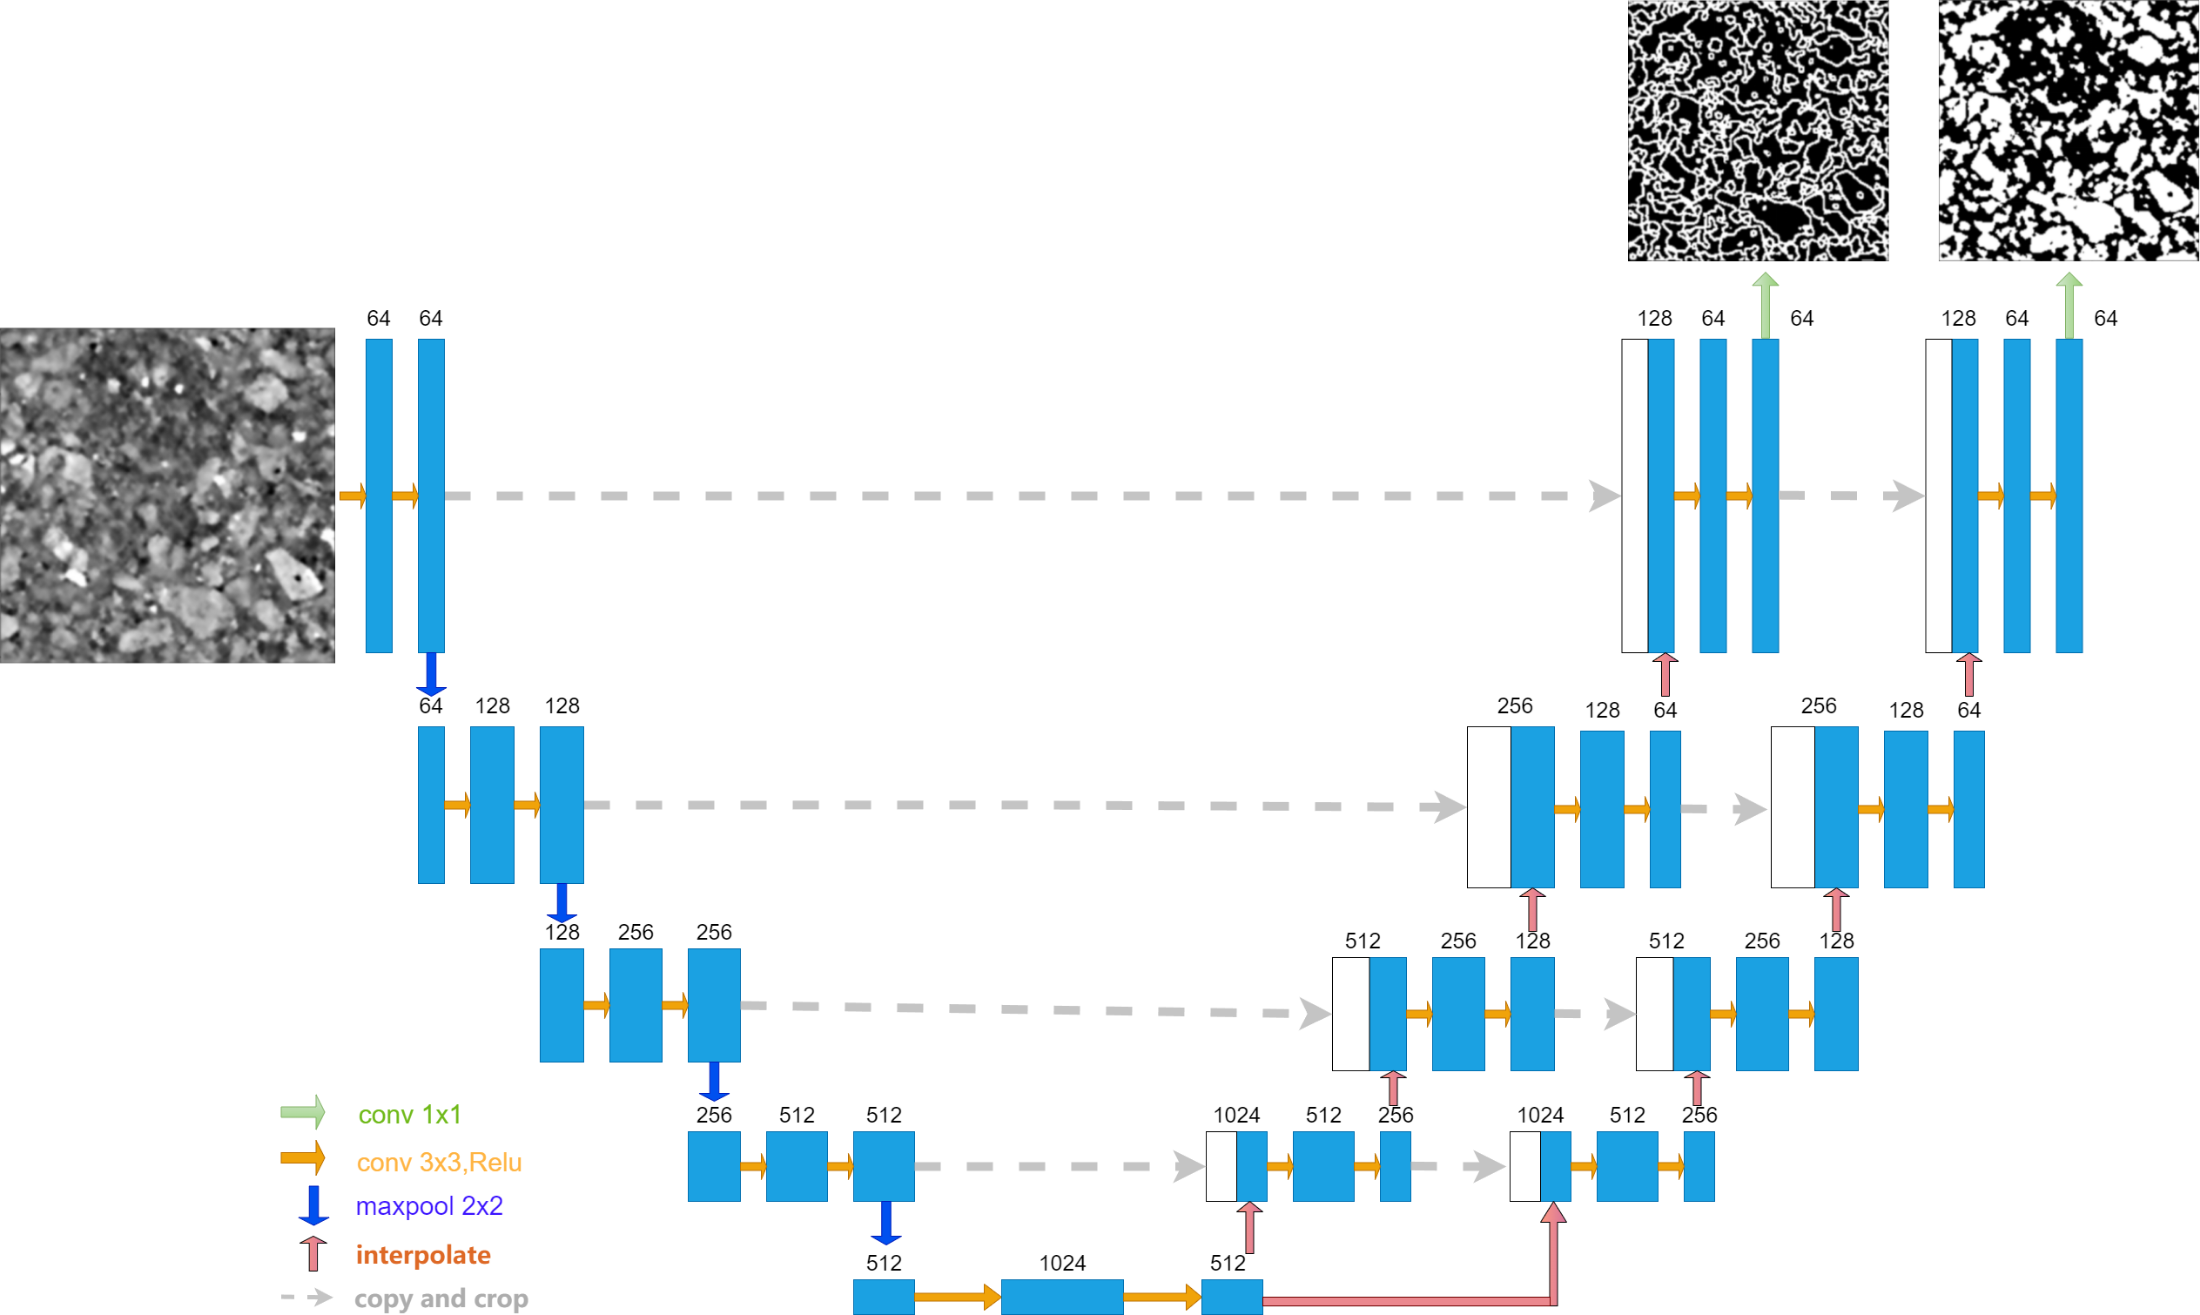 64 64 128 64 64 128 64 64
64 128 128 256 128 64 256 128 64
128 256 256 512 256 128 512 256 128
256 512 512 1024 512 256 1024 512 256
512 1024 512
conv 1x1
conv 3x3,Relu
maxpool 2x2
interpolate
copy and crop